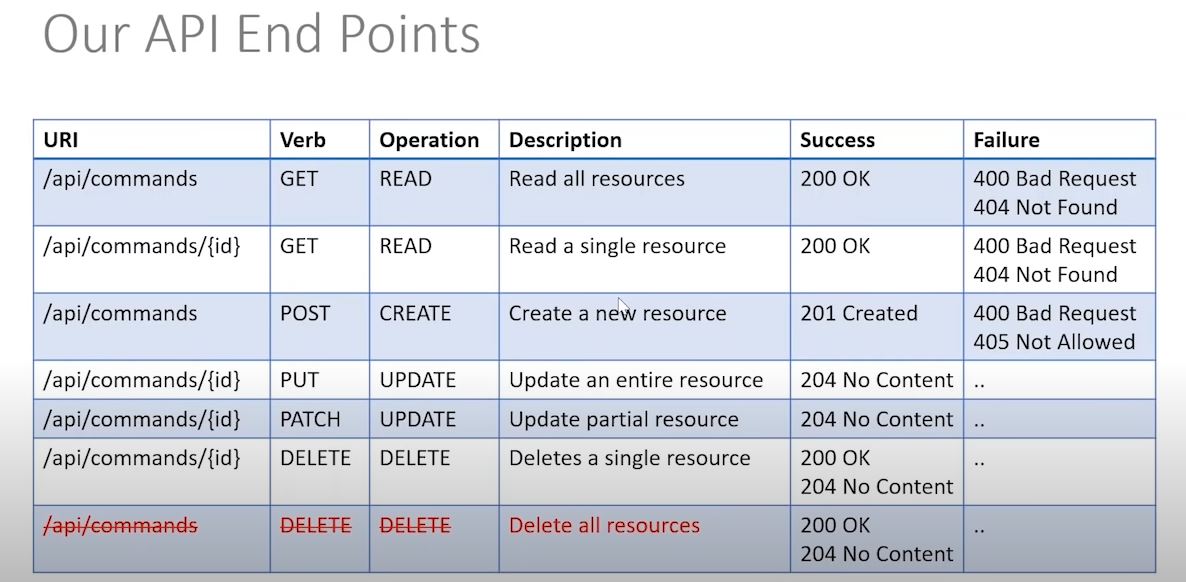 Our API End Points
URI Verb Operation Description Success Failure
/api/commands GET READ Read all resources 200 OK 400 Bad Request
404 Not Found
/api/commands/{id} GET READ Read a single resource 200 OK 400 Bad Request
404 Not Found
/api/commands POST CREATE Create a new resource 201 Created 400 Bad Request
405 Not Allowed
/api/commands/{id} PUT UPDATE Update an entire resource 204 No Content ..
/api/commands/{id} PATCH UPDATE Update partial resource 204 No Content ..
/api/commands/{id} DELETE DELETE Deletes a single resource 200 OK ..
204 No Content
/api/commands DELETE DELETE Delete all resources 200 OK ..
204 No Content